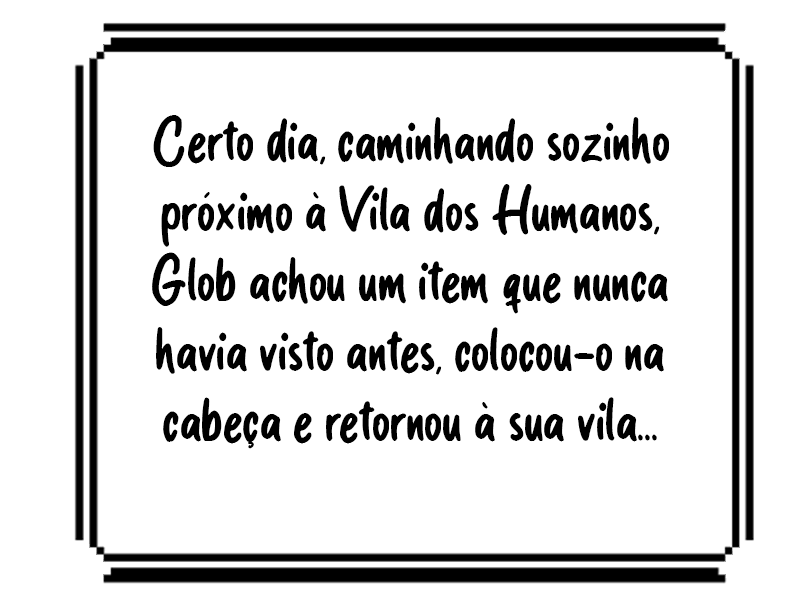 Certo dia, caminhando sozinho
próximo à Vila dos Humanos,
Glob achou um item que nunca
havia visto antes, colocou-o na
cabeça e retornou à sua vila...